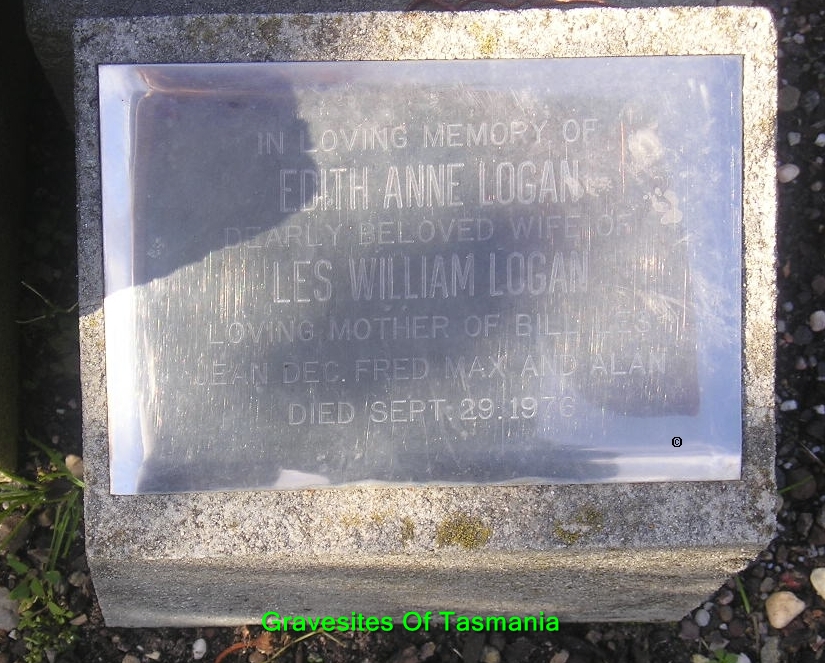 IN LOVING MEMORY OF
EDITH ANNE LOGAN
DEARLY BELOVED WIFE OF
LES WILLIAM LOGAN
LOVING MOTHER OF BILL LES
JEAN DEC. FRED MAX AND ALAN
DIED SEPT. 29. 1976
©
Gravesites Of Tasmania